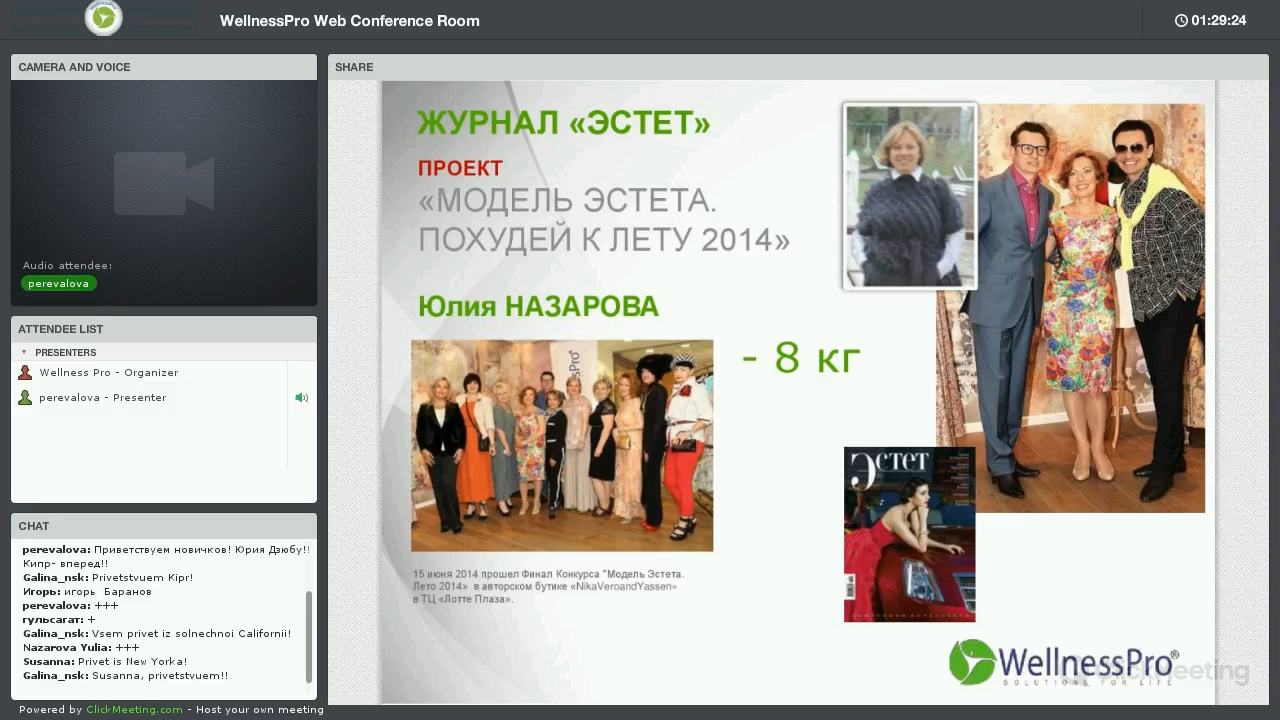 WellnessPro Web Conference Room
01:29:24
CAMERA AND VOICE
Audio attendee:
perevalova
ATTENDEE LIST
PRESENTERS
Wellness Pro - Organizer
perevalova - Presenter
CHAT
perevalova: Приветствуем новичков! Юрия Дзюбу!!
Кипр- вперед!!
Galina_nsk: Privetstvuem Kipr!
Игорь: игорь Баранов
perevalova: +++
гульсагат: +
Galina_nsk: Vsem privet iz solnechnoi Californii!
Nazarova Yulia: +++
Susanna: Privet is New Yorka!
Galina_nsk: Susanna, privetstvuem!!
Powered by ClickMeeting.com - Host your own meeting
SHARE
ЖУРНАЛ «ЭСТЕТ»
ПРОЕКТ
«МОДЕЛЬ ЭСТЕТА.
ПОХУДЕЙ К ЛЕТУ 2014»
Юлия НАЗАРОВА
- 8 кг
15 июня 2014 прошел Финал Конкурса "Модель Эстета.
Лето 2014» в авторском бутике «NikaVeroandYassen»
в ТЦ «Лотте Плаза».
Эстет
WellnessPro®
SOLUTIONS FOR LIFE